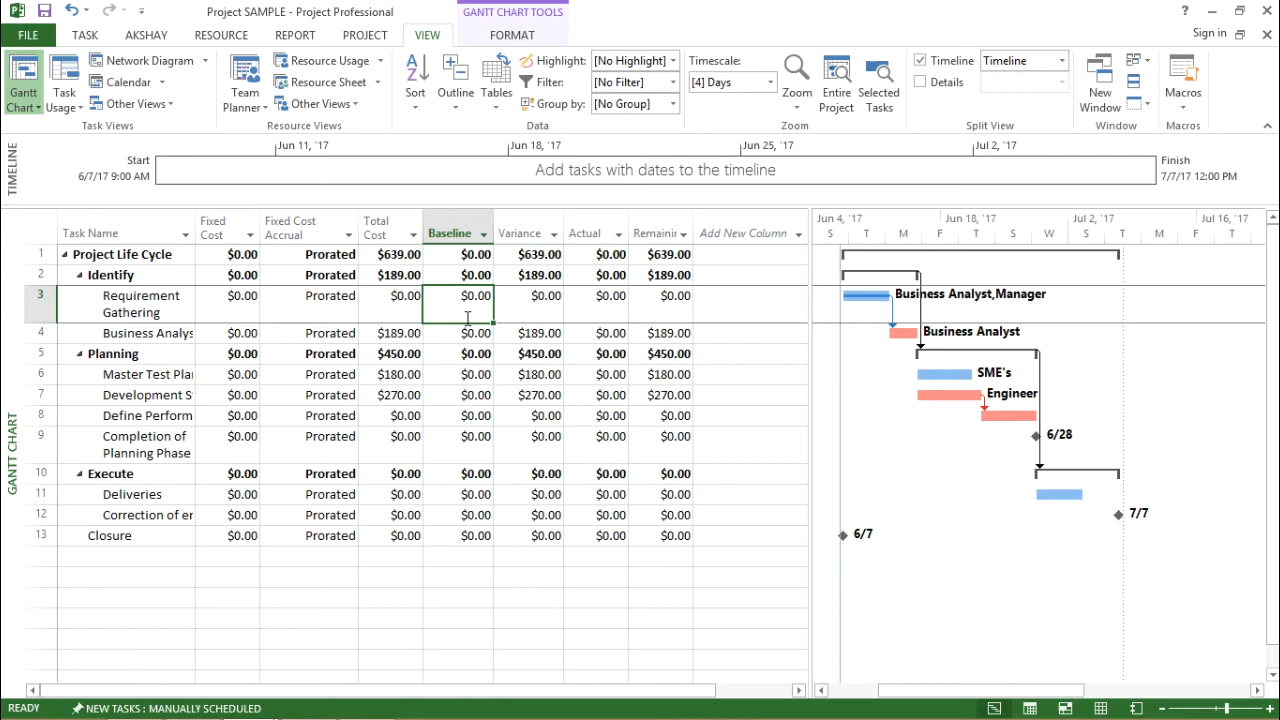 Project SAMPLE - Project Professional
GANTT CHART TOOLS
?
FILE TASK AKSHAY RESOURCE REPORT PROJECT VIEW FORMAT
Sign in
Gantt Chart
Task Usage
Network Diagram
Calendar
Other Views
Task Views
Team Planner
Resource Usage
Resource Sheet
Other Views
Resource Views
Sort
Outline
Tables
Highlight: [No Highlight]
Filter: [No Filter]
Group by: [No Group]
Data
Timescale:
[4] Days
Zoom
Entire Project
Selected Tasks
Zoom
Timeline Timeline
Details
Split View
New Window
Window
Macros
Macros
TIMELINE
Jun 11, '17 Jun 18, '17 Jun 25, '17 Jul 2, '17
Start
6/7/17 9:00 AM
Add tasks with dates to the timeline
Finish
7/7/17 12:00 PM
GANTT CHART
Task Name Fixed Cost Fixed Cost Accrual Total Cost Baseline Variance Actual Remainin Add New Column
1 Project Life Cycle $0.00 Prorated $639.00 $0.00 $639.00 $0.00 $639.00
2 Identify $0.00 Prorated $189.00 $0.00 $189.00 $0.00 $189.00
3 Requirement Gathering $0.00 Prorated $0.00 $0.00 $0.00 $0.00 $0.00
4 Business Analys $0.00 Prorated $189.00 $0.00 $189.00 $0.00 $189.00
5 Planning $0.00 Prorated $450.00 $0.00 $450.00 $0.00 $450.00
6 Master Test Pla $0.00 Prorated $180.00 $0.00 $180.00 $0.00 $180.00
7 Development S $0.00 Prorated $270.00 $0.00 $270.00 $0.00 $270.00
8 Define Perform $0.00 Prorated $0.00 $0.00 $0.00 $0.00 $0.00
9 Completion of Planning Phase $0.00 Prorated $0.00 $0.00 $0.00 $0.00 $0.00
10 Execute $0.00 Prorated $0.00 $0.00 $0.00 $0.00 $0.00
11 Deliveries $0.00 Prorated $0.00 $0.00 $0.00 $0.00 $0.00
12 Correction of er $0.00 Prorated $0.00 $0.00 $0.00 $0.00 $0.00
13 Closure $0.00 Prorated $0.00 $0.00 $0.00 $0.00 $0.00
Jun 4, '17 Jun 18, '17 Jul 2, '17 Jul 16, '17
S T M F T S W S T M F T
Business Analyst,Manager
Business Analyst
SME's
Engineer
6/28
7/7
6/7
READY NEW TASKS : MANUALLY SCHEDULED